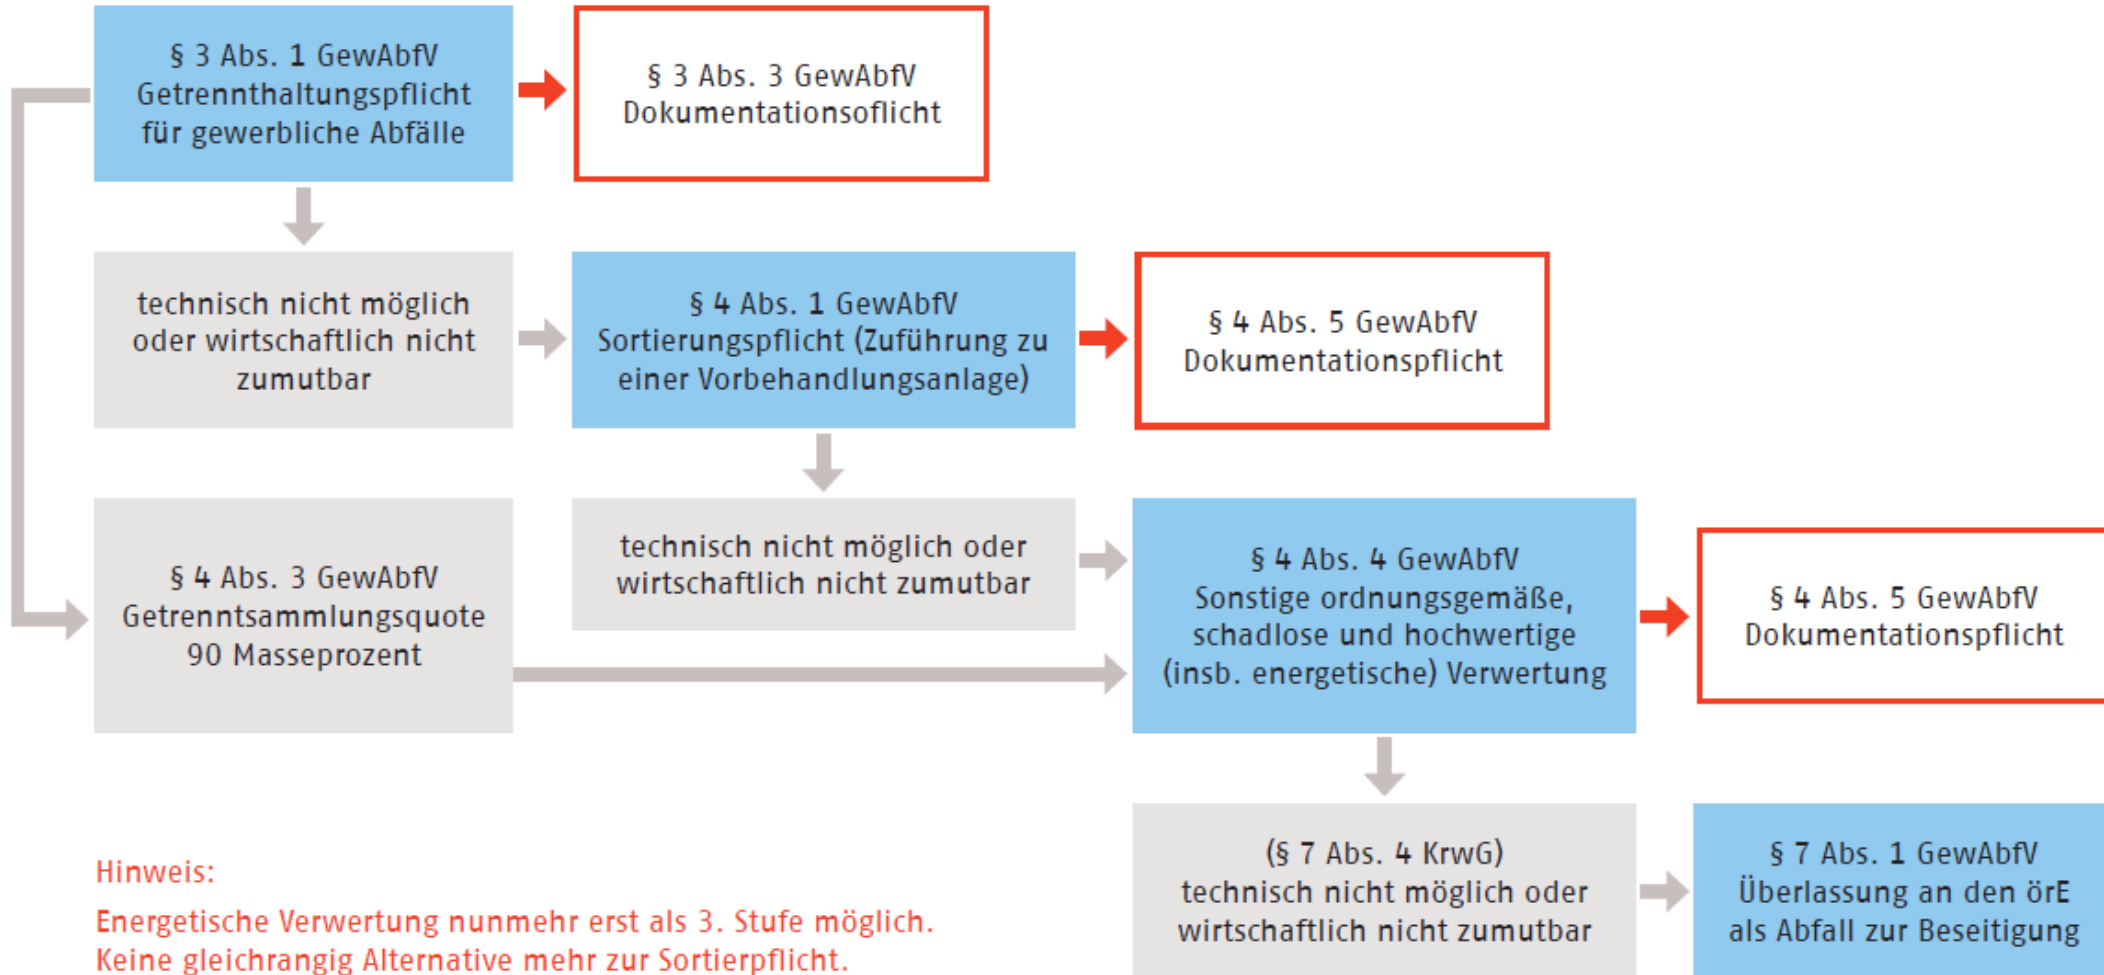 § 3 Abs. 1 GewAbfV
Getrennthaltungspflicht
für gewerbliche Abfälle
§ 3 Abs. 3 GewAbfV
Dokumentationsoflicht
technisch nicht möglich
oder wirtschaftlich nicht
zumutbar
§ 4 Abs. 1 GewAbfV
Sortierungspflicht (Zuführung zu
einer Vorbehandlungsanlage)
§ 4 Abs. 5 GewAbfV
Dokumentationspflicht
§ 4 Abs. 3 GewAbfV
Getrenntsammlungsquote
90 Masseprozent
technisch nicht möglich oder
wirtschaftlich nicht zumutbar
§ 4 Abs. 4 GewAbfV
Sonstige ordnungsgemäße,
schadlose und hochwertige
(insb. energetische) Verwertung
§ 4 Abs. 5 GewAbfV
Dokumentationspflicht
(§ 7 Abs. 4 KrwG)
technisch nicht möglich oder
wirtschaftlich nicht zumutbar
§ 7 Abs. 1 GewAbfV
Überlassung an den örE
als Abfall zur Beseitigung
Hinweis:
Energetische Verwertung nunmehr erst als 3. Stufe möglich.
Keine gleichrangig Alternative mehr zur Sortierpflicht.